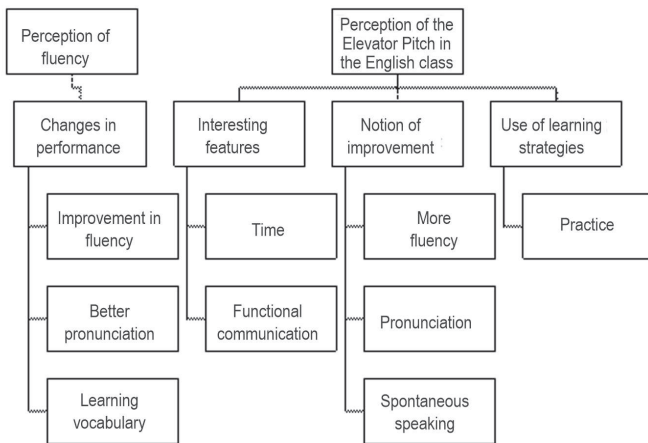 Perception of
fluency
Perception of the
Elevator Pitch in
the English class
Changes in
performance
Interesting
features
Notion of
improvement
Use of learning
strategies
Improvement in
fluency
Time
More
fluency
Practice
Better
pronunciation
Functional
communication
Pronunciation
Learning
vocabulary
Spontaneous
speaking